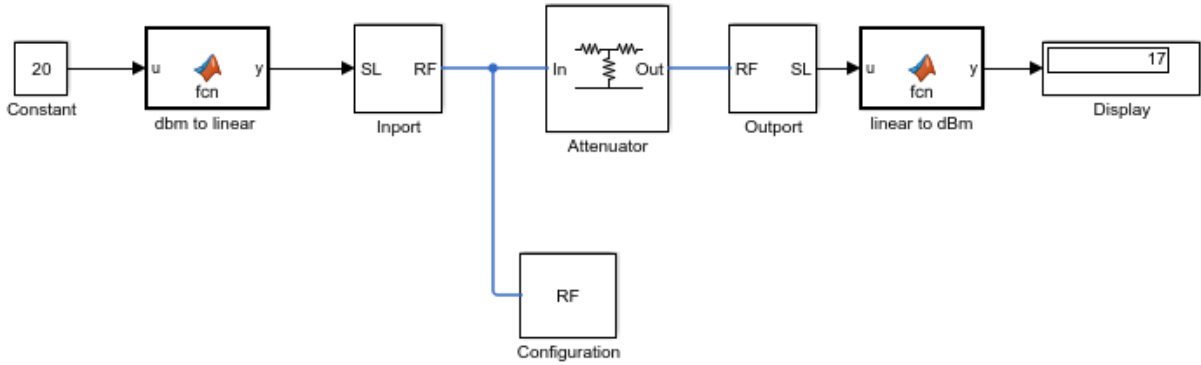 20
Constant
u
y
fcn
dbm to linear
SL
RF
Inport
In
Out
Attenuator
RF
SL
Outport
u
y
fcn
linear to dBm
17
Display
RF
Configuration